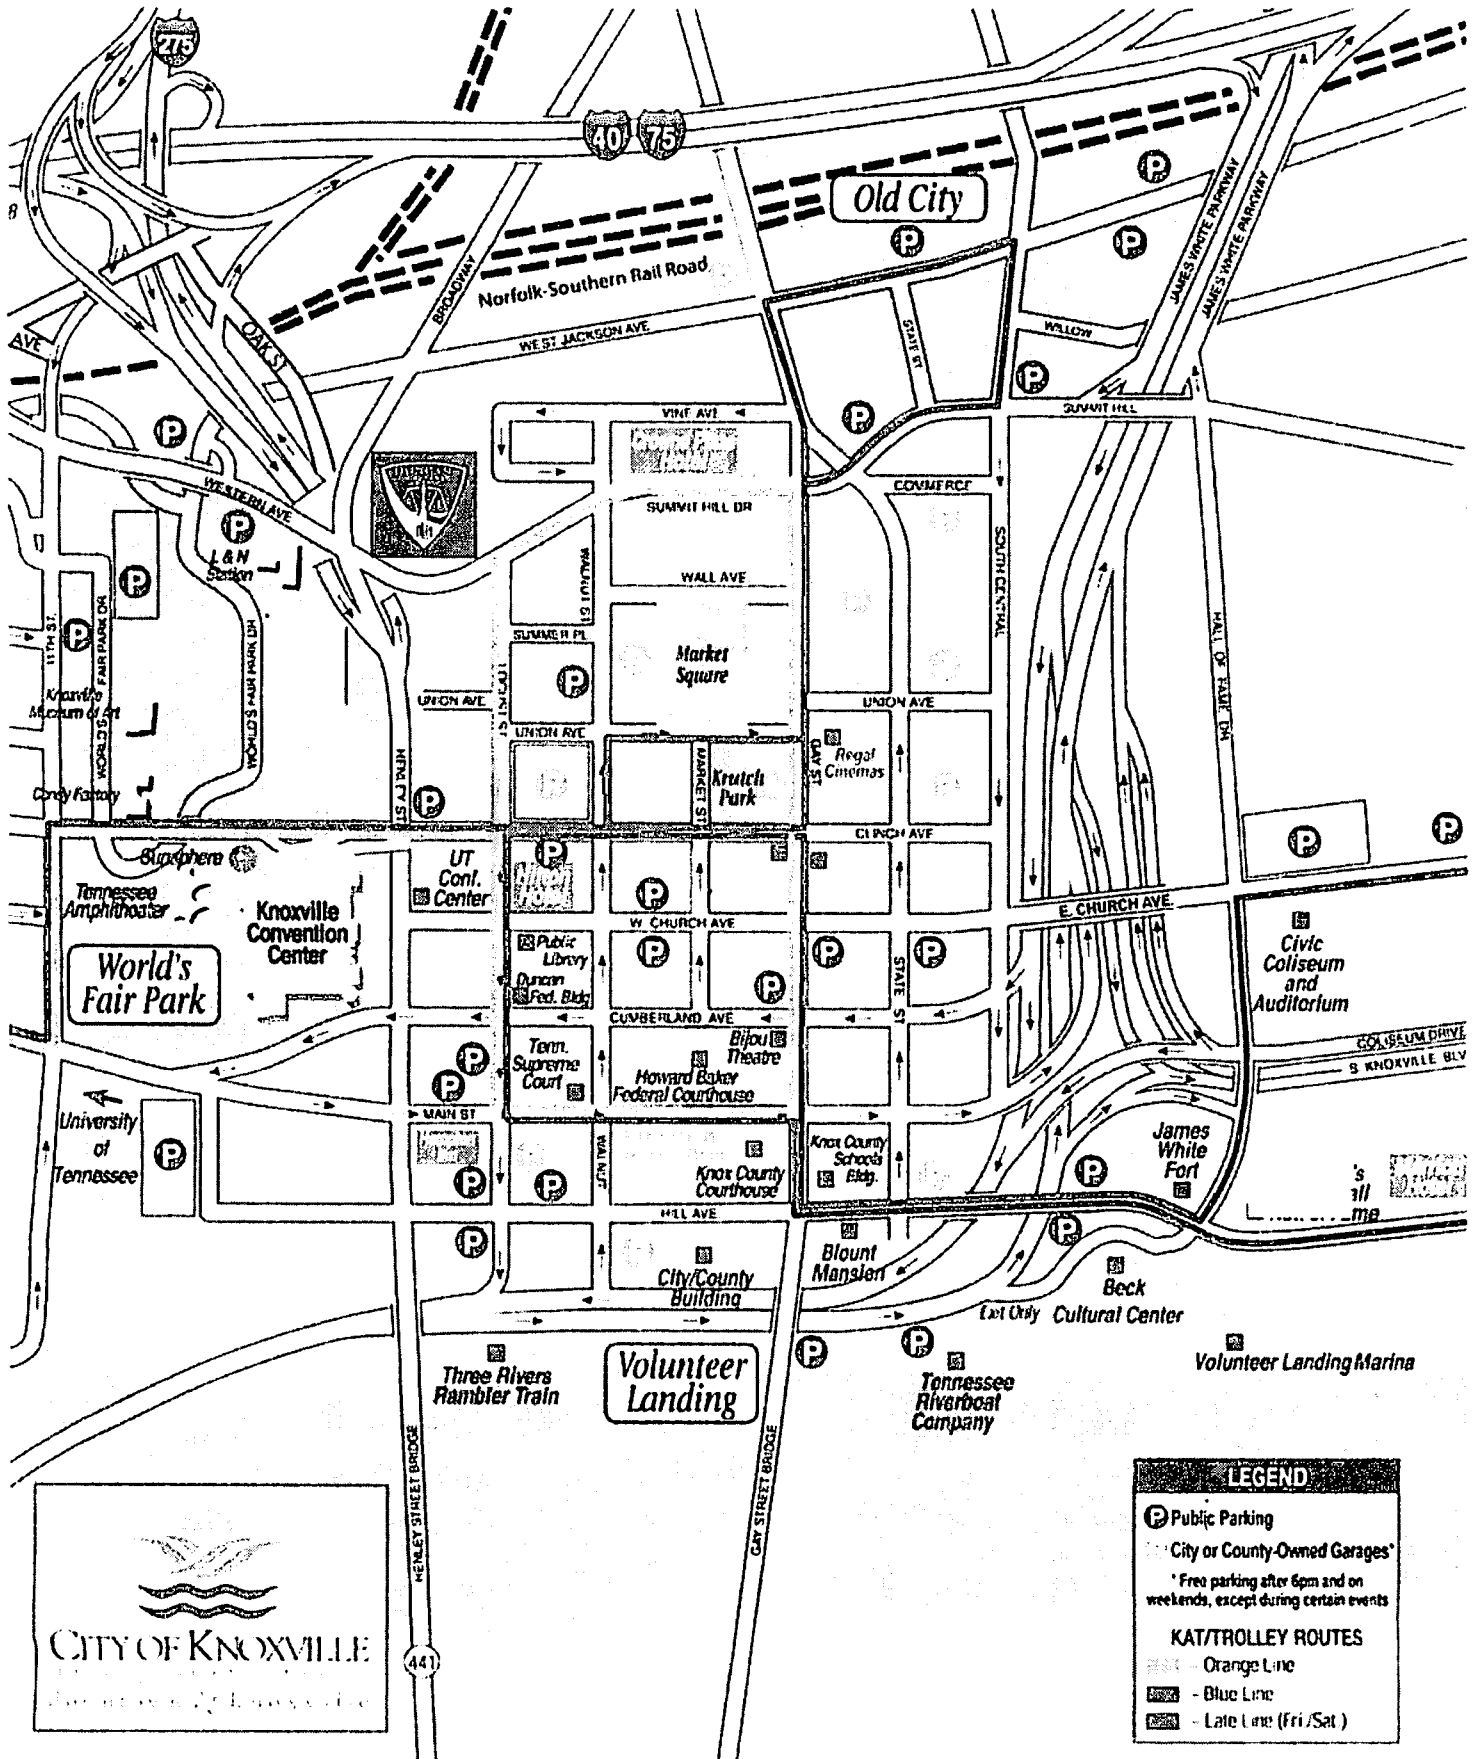 275
40
75
Old City
JAMES WHITE PARKWAY
JAMES WHITE PARKWAY
8
BROADWAY
Norfolk-Southern Rail Road
WEST JACKSON AVE
STATE ST
WILLOW
AVE
OAK ST
VINE AVE
SUMMIT HILL
WESTERN AVE
COMMERCE
SUMMIT HILL DR
L & N
Station
WALNUT ST
WALL AVE
SOUTH CENTRAL
11TH ST.
WORLD'S FAIR PARK DR
WORLD'S FAIR PARK DR
SUMMER PL
Market
Square
HALL OF FAME DR
Knoxville
Museum of Art
UNION AVE
UNION AVE
UNION AVE
HENLEY ST
MARKET ST
GAY ST
Regal
Cinemas
Krutch
Park
Candy Factory
CLINCH AVE
Sunsphere
UT
Conf.
Center
Hilton
Hotel
Tennessee
Amphitheater
Knoxville
Convention
Center
W. CHURCH AVE
E. CHURCH AVE
World's
Fair Park
Public
Library
Duncan
Fed. Bldg
STATE ST
Civic
Coliseum
and
Auditorium
CUMBERLAND AVE
Bijou
Theatre
Tenn.
Supreme
Court
Howard Baker
Federal Courthouse
COLISEUM DRIVE
S KNOXVILLE BLV
University
of
Tennessee
MAIN ST
WALNUT
Knox County
Courthouse
Knox County
Schools
Bldg.
James
White
Fort
's
all
me
HILL AVE
City/County
Building
Blount
Mansion
Beck
Cultural Center
Exit Only
Three Rivers
Rambler Train
Volunteer
Landing
Tennessee
Riverboat
Company
Volunteer Landing Marina
HENLEY STREET BRIDGE
GAY STREET BRIDGE
441
CITY OF KNOXVILLE
LEGEND
P Public Parking
City or County-Owned Garages*
* Free parking after 6pm and on
weekends, except during certain events
KAT/TROLLEY ROUTES
- Orange Line
- Blue Line
- Late Line (Fri./Sat.)